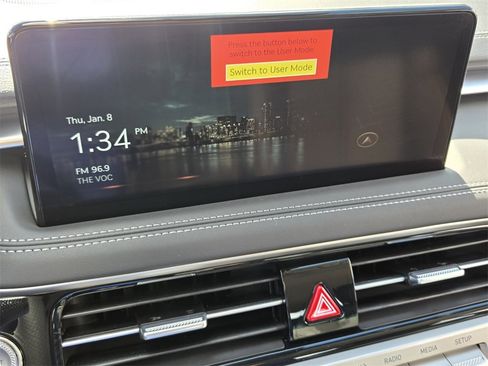 Press the button below to
switch to the User Mode
Switch to User Mode
Thu, Jan. 8
1:34 PM
FM 96.9
THE VOC
RADIO MEDIA SETUP